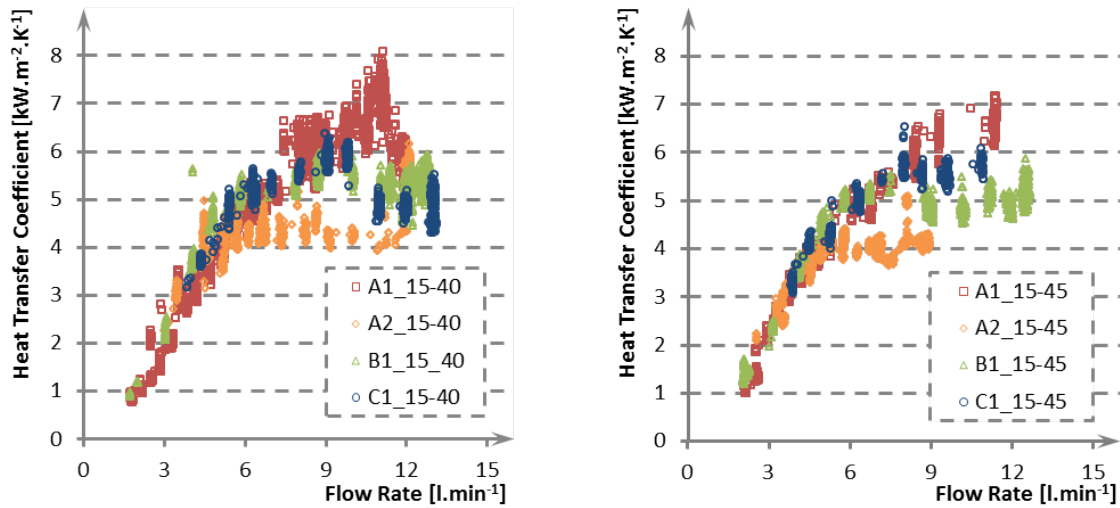 Heat Transfer Coefficient [kW.m⁻².K⁻¹]
8
7
6
5
4
3
2
1
0
0 3 6 9 12 15
Flow Rate [l.min⁻¹]
A1_15-40
A2_15-40
B1_15_40
C1_15-40
Heat Transfer Coefficient [kW.m⁻².K⁻¹]
8
7
6
5
4
3
2
1
0
0 3 6 9 12 15
Flow Rate [l.min⁻¹]
A1_15-45
A2_15-45
B1_15-45
C1_15-45